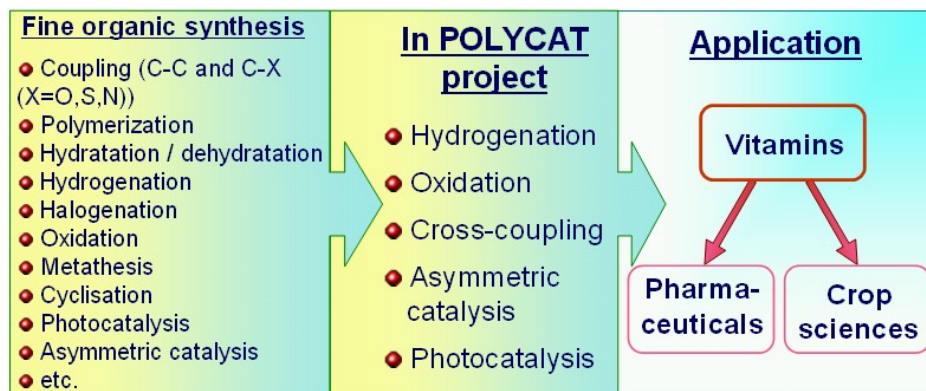 Fine organic synthesis
Coupling (C-C and C-X
(X=O,S,N))
Polymerization
Hydratation / dehydratation
Hydrogenation
Halogenation
Oxidation
Metathesis
Cyclisation
Photocatalysis
Asymmetric catalysis
etc.
In POLYCAT
project
Hydrogenation
Oxidation
Cross-coupling
Asymmetric
catalysis
Photocatalysis
Application
Vitamins
Pharma-
ceuticals
Crop
sciences